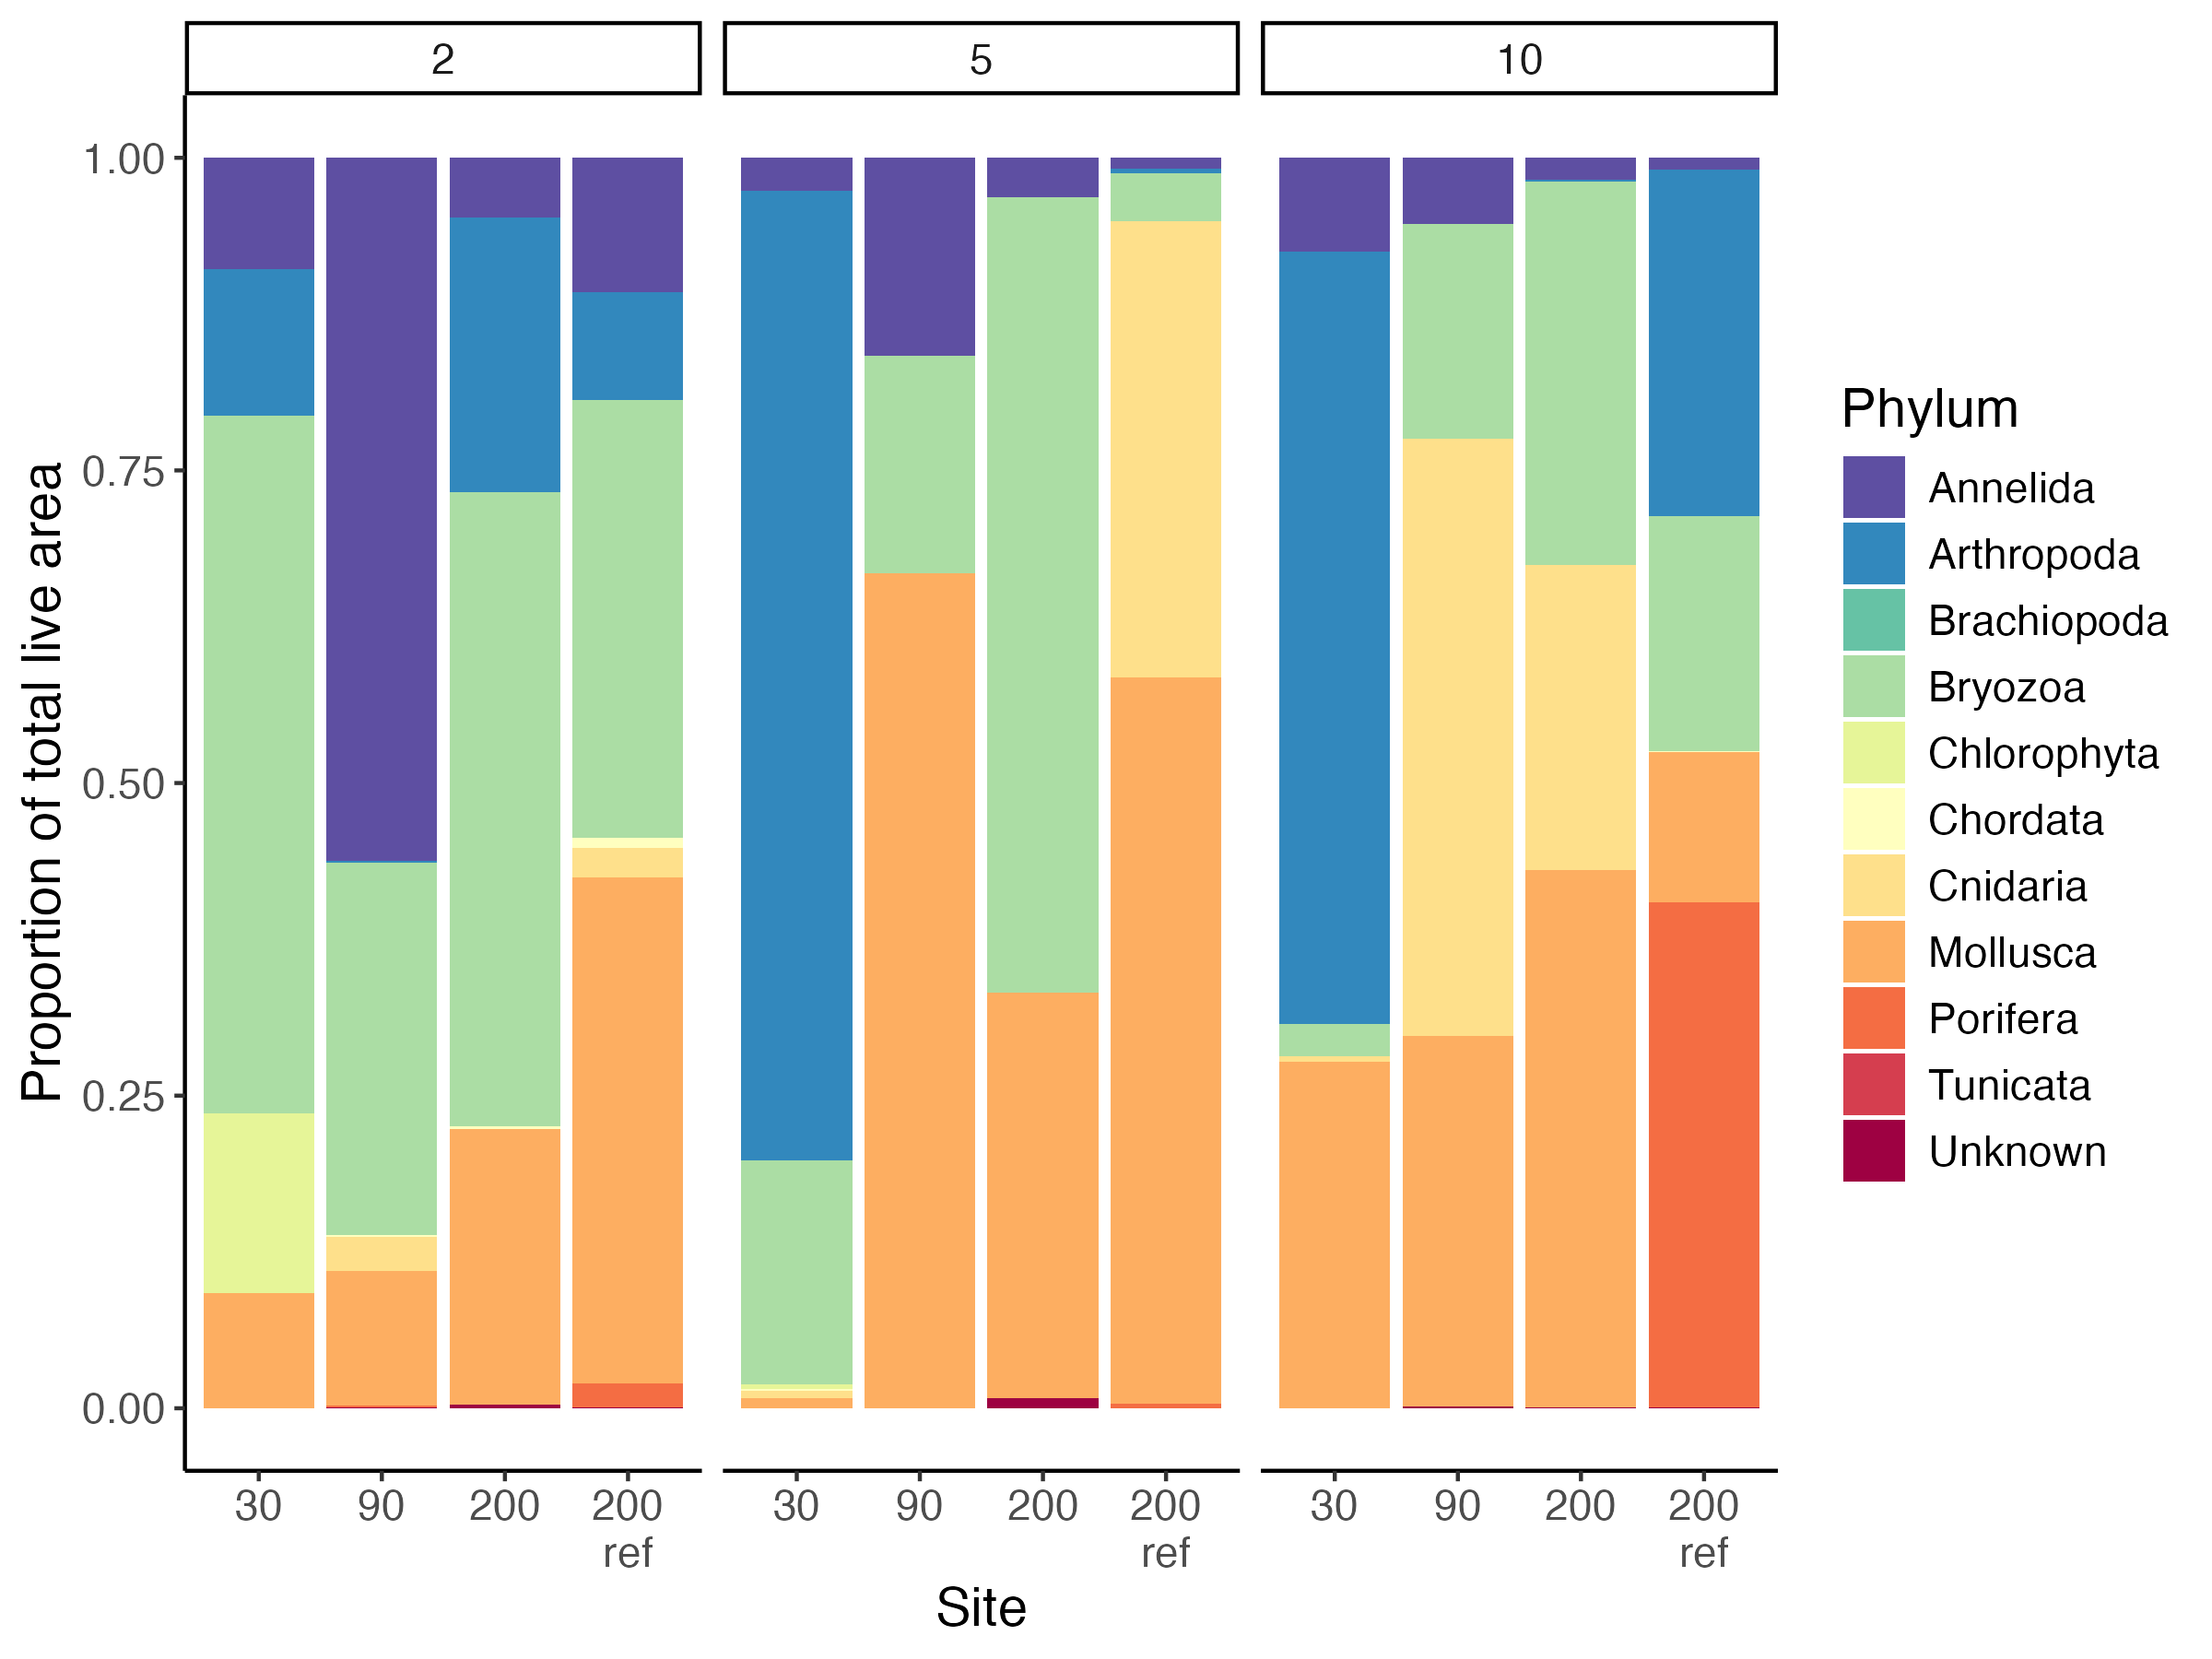 2 5 10
1.00
0.75
0.50
0.25
0.00
Proportion of total live area
30 90 200 200 ref 30 90 200 200 ref 30 90 200 200 ref
Site
Phylum
Annelida
Arthropoda
Brachiopoda
Bryozoa
Chlorophyta
Chordata
Cnidaria
Mollusca
Porifera
Tunicata
Unknown